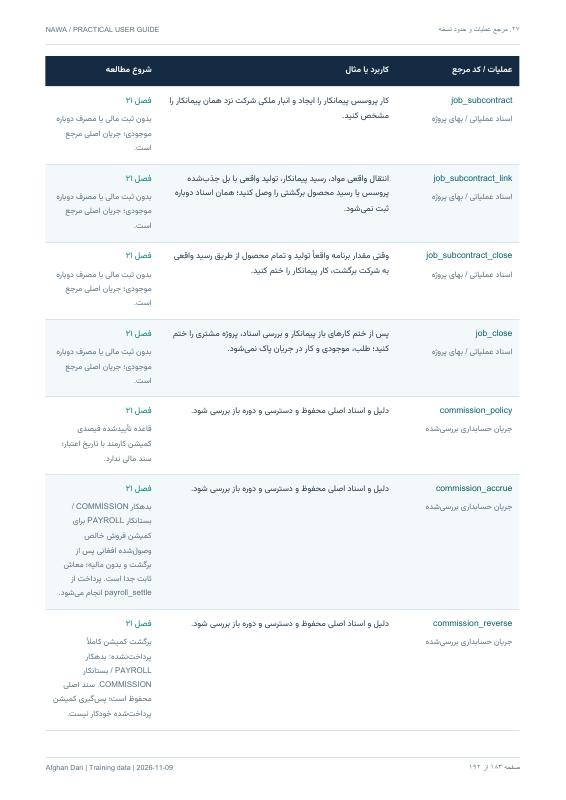 NAWA / PRACTICAL USER GUIDE
۲۷. مرجع عملیات و حدود نسخه
عملیات / کد مرجع
کاربرد با مثال
شروع مطالعه
job_subcontract
اسناد عملیاتی / بهای پروژه
کار پروسس پیمانکار را ایجاد و انبار ملکی شرکت نزد همان پیمانکار را
مشخص کنید.
فصل ۲۱
بدون ثبت مالی یا مصرف دوباره
موجودی؛ جریان اصلی مرجع
است.
job_subcontract_link
اسناد عملیاتی / بهای پروژه
انتقال واقعی مواد، رسید پیمانکار، تولید واقعی با بل جذب‌شده
پروسس یا رسید محصول برگشتی را وصل کنید؛ همان اسناد دوباره
ثبت نمی‌شود.
فصل ۲۱
بدون ثبت مالی یا مصرف دوباره
موجودی؛ جریان اصلی مرجع
است.
job_subcontract_close
اسناد عملیاتی / بهای پروژه
وقتی مقدار برنامه واقعاً تولید و تمام محصول از طریق رسید واقعی
به شرکت برگشت، کار پیمانکار را ختم کنید.
فصل ۲۱
بدون ثبت مالی یا مصرف دوباره
موجودی؛ جریان اصلی مرجع
است.
job_close
اسناد عملیاتی / بهای پروژه
پس از ختم کارهای باز پیمانکار و بررسی اسناد، پروژه مشتری را ختم
کنید؛ طلب، موجودی و کار در جریان پاک نمی‌شود.
فصل ۲۱
بدون ثبت مالی یا مصرف دوباره
موجودی؛ جریان اصلی مرجع
است.
commission_policy
جریان حسابداری بررسی‌شده
دلیل و اسناد اصلی محفوظ و دسترسی و دوره باز بررسی شود.
فصل ۲۱
قاعده تأییدشده فیصدی
کمیشن کارمند با تاریخ اعتبار؛
سند مالی ندارد.
commission_accrue
جریان حسابداری بررسی‌شده
دلیل و اسناد اصلی محفوظ و دسترسی و دوره باز بررسی شود.
فصل ۲۱
بدهکار COMMISSION /
بستانکار PAYROLL برای
کمیشن فروش خالص
وصول‌شده افغانی پس از
برگشت و بدون مالیه؛ معاش
ثابت جدا است. پرداخت از
payroll_settle انجام می‌شود.
commission_reverse
جریان حسابداری بررسی‌شده
دلیل و اسناد اصلی محفوظ و دسترسی و دوره باز بررسی شود.
فصل ۲۱
برگشت کمیشن کاملاً
پرداخت‌نشده: بدهکار
PAYROLL / بستانکار
COMMISSION. سند اصلی
محفوظ است؛ پس‌گیری کمیشن
پرداخت‌شده خودکار نیست.
Afghan Dari | Training data | 2026-11-09
صفحه ۱۸۳ از ۱۹۲